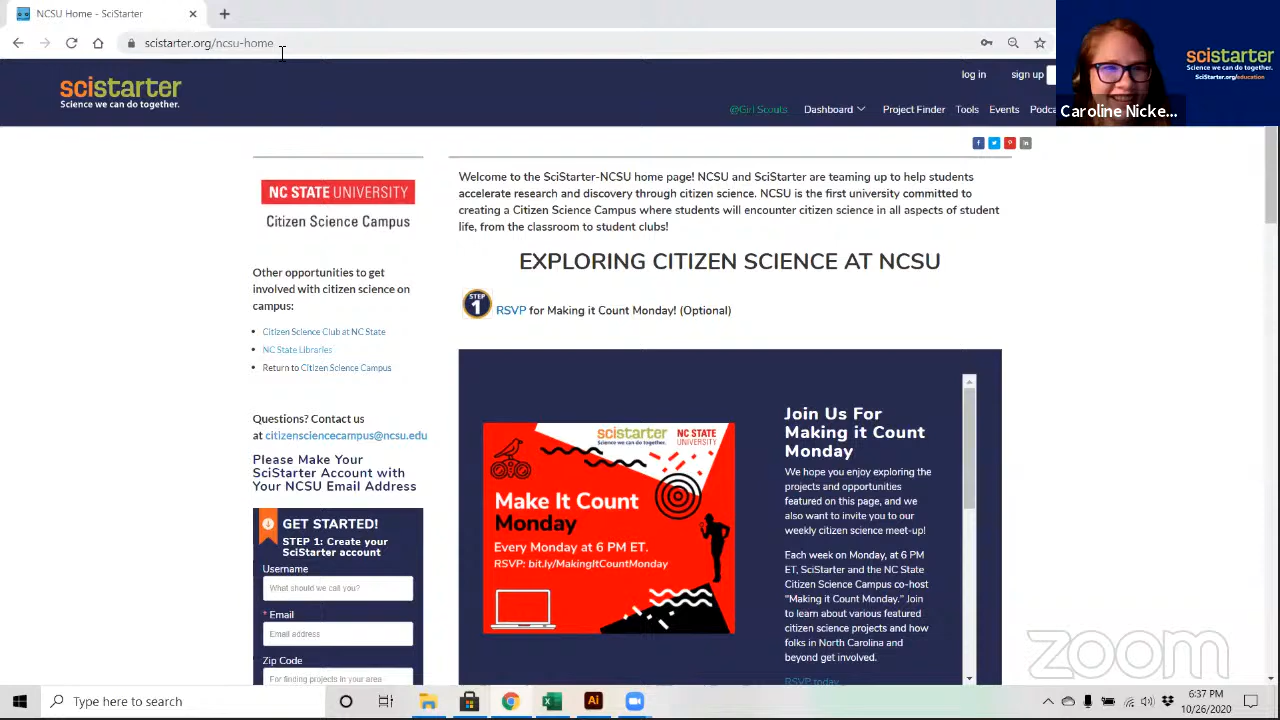 NCSU Home - SciStarter
scistarter.org/ncsu-home
scistarter
Science we can do together.
log in
sign up
@Girl Scouts
Dashboard
Project Finder
Tools
Events
Podca
scistarter
Science we can do together.
SciStarter.org/education
Caroline Nicke...
NC STATE UNIVERSITY
Citizen Science Campus
Other opportunities to get
involved with citizen science on
campus:
Citizen Science Club at NC State
NC State Libraries
Return to Citizen Science Campus
Questions? Contact us
at citizensciencecampus@ncsu.edu
Please Make Your
SciStarter Account with
Your NCSU Email Address
GET STARTED!
STEP 1: Create your
SciStarter account
Username
What should we call you?
* Email
Email address
Zip Code
For finding projects in your area
Welcome to the SciStarter-NCSU home page! NCSU and SciStarter are teaming up to help students
accelerate research and discovery through citizen science. NCSU is the first university committed to
creating a Citizen Science Campus where students will encounter citizen science in all aspects of student
life, from the classroom to student clubs!
EXPLORING CITIZEN SCIENCE AT NCSU
STEP 1
RSVP for Making it Count Monday! (Optional)
scistarter
Science we can do together.
NC STATE
UNIVERSITY
Make It Count
Monday
Every Monday at 6 PM ET.
RSVP: bit.ly/MakingItCountMonday
Join Us For
Making it Count
Monday
We hope you enjoy exploring the
projects and opportunities
featured on this page, and we
also want to invite you to our
weekly citizen science meet-up!
Each week on Monday, at 6 PM
ET, SciStarter and the NC State
Citizen Science Campus co-host
"Making it Count Monday." Join
to learn about various featured
citizen science projects and how
folks in North Carolina and
beyond get involved.
RSVP today.
zoom
Type here to search
Ai
6:37 PM
10/26/2020